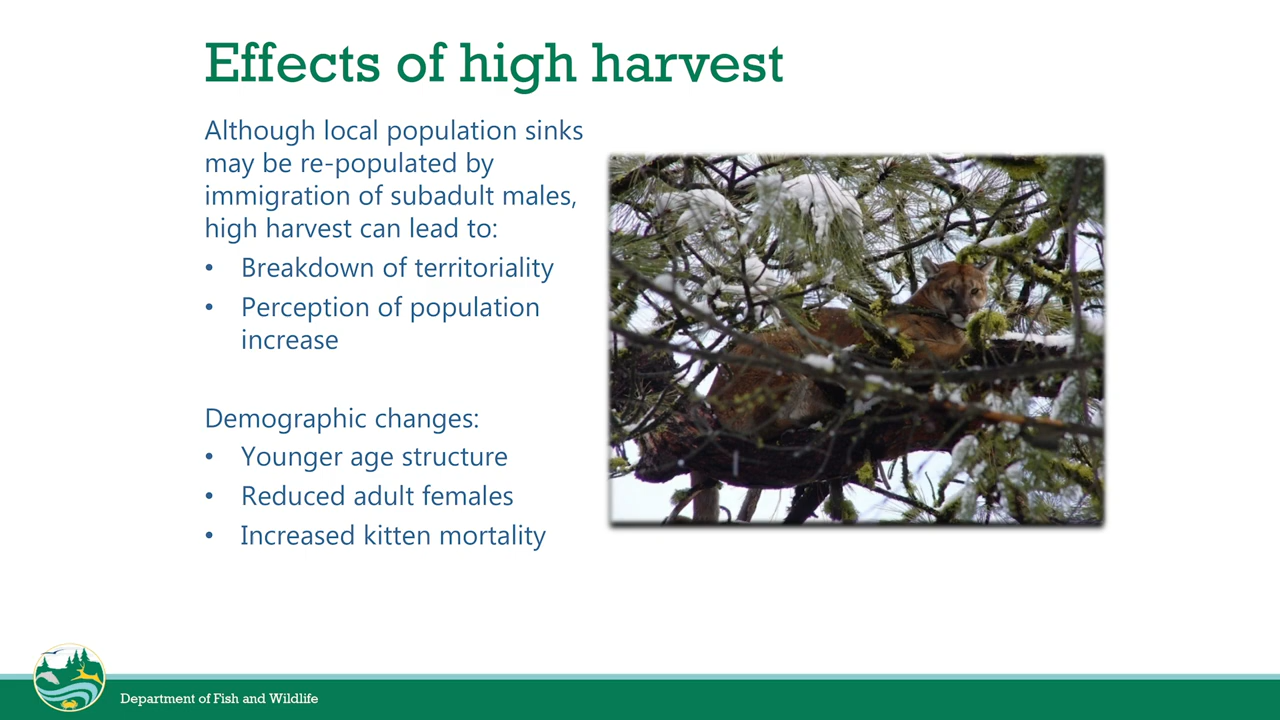 Effects of high harvest
Although local population sinks
may be re-populated by
immigration of subadult males,
high harvest can lead to:
• Breakdown of territoriality
• Perception of population
increase
Demographic changes:
• Younger age structure
• Reduced adult females
• Increased kitten mortality
Department of Fish and Wildlife